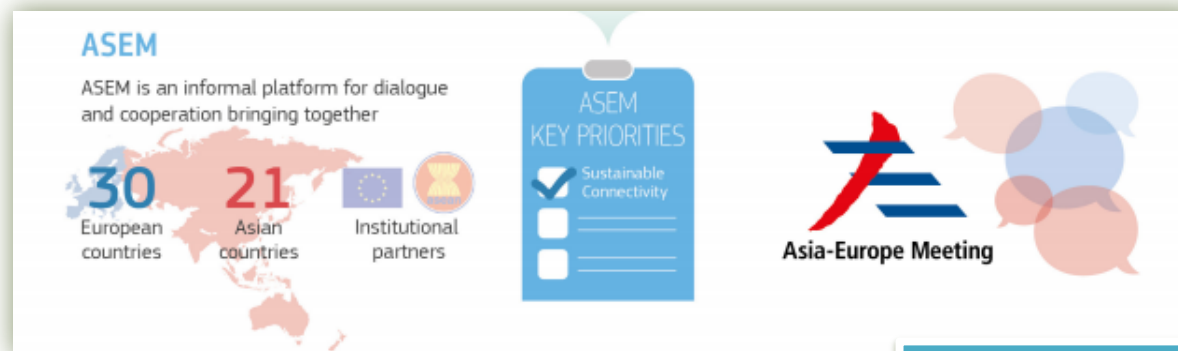 ASEM
ASEM is an informal platform for dialogue
and cooperation bringing together
30
European
countries
21
Asian
countries
asean
Institutional
partners
ASEM
KEY PRIORITIES
Sustainable
Connectivity
Asia-Europe Meeting